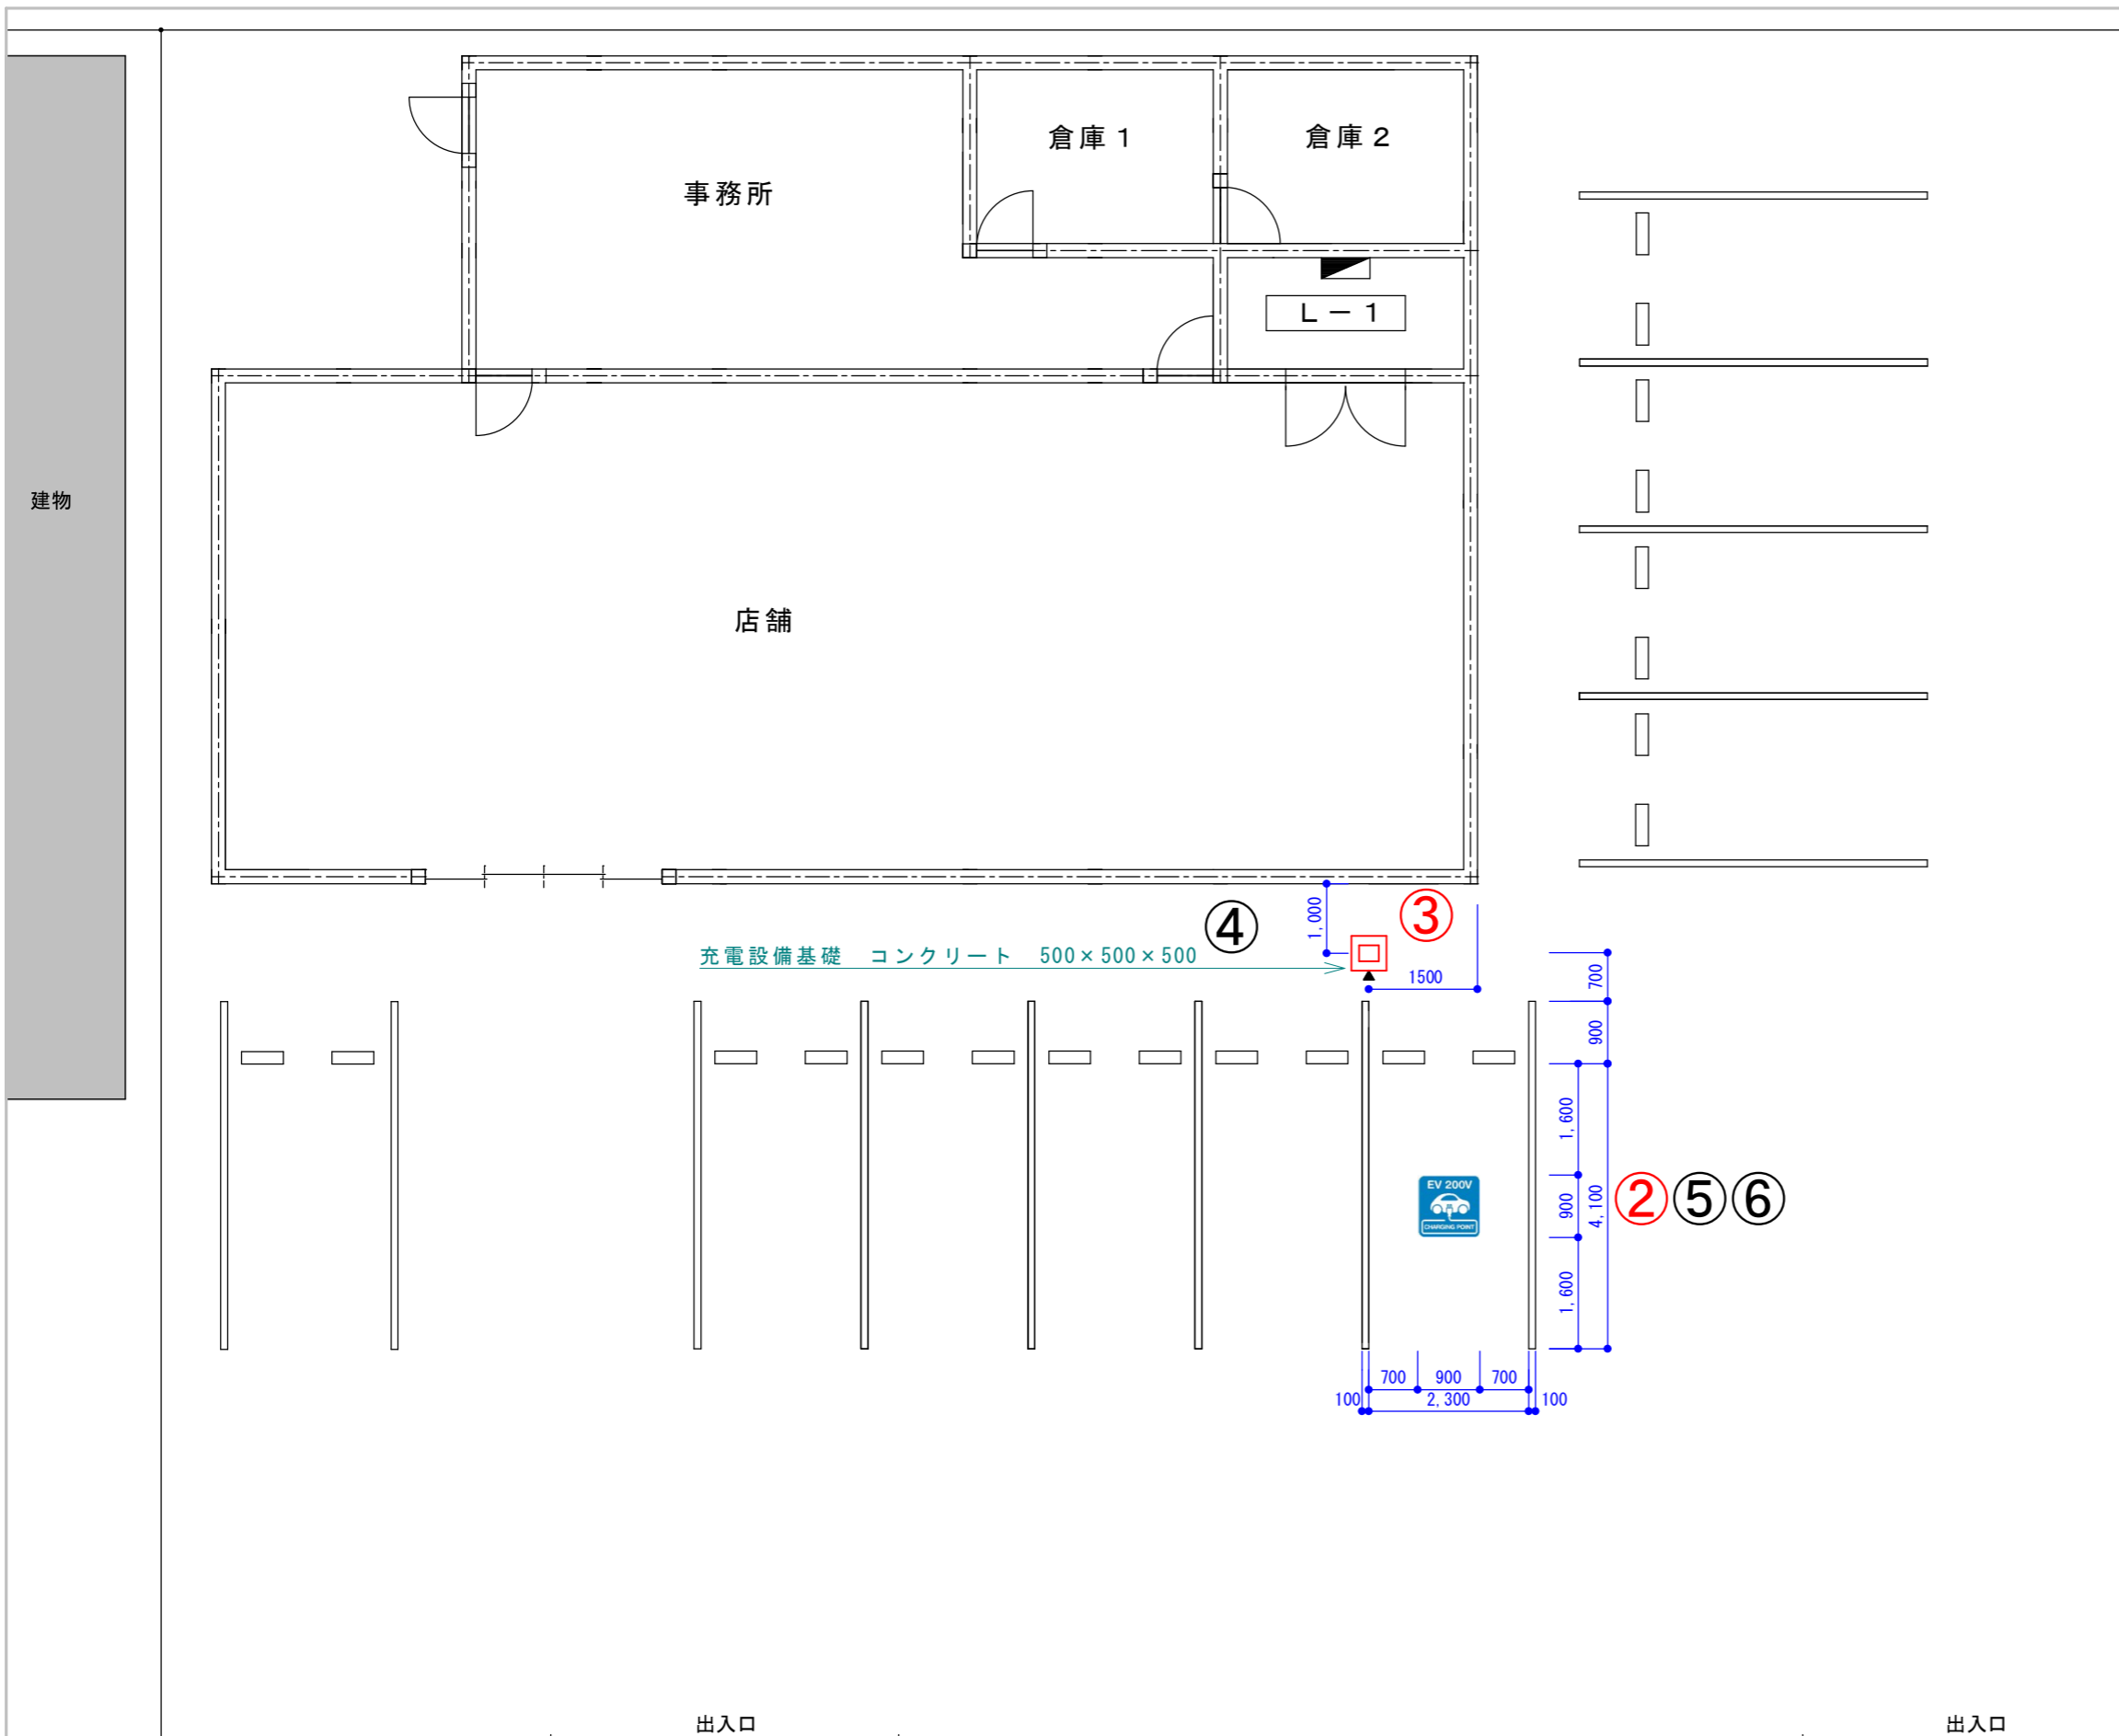 倉庫１
倉庫２
事務所
Ｌ－１
建物
店舗
④
1,000
③
充電設備基礎　コンクリート　500×500×500
1500
700
900
1,600
900
4,100
1,600
②⑤⑥
EV 200V
CHARGING POINT
700
900
700
100
2,300
100
出入口
出入口